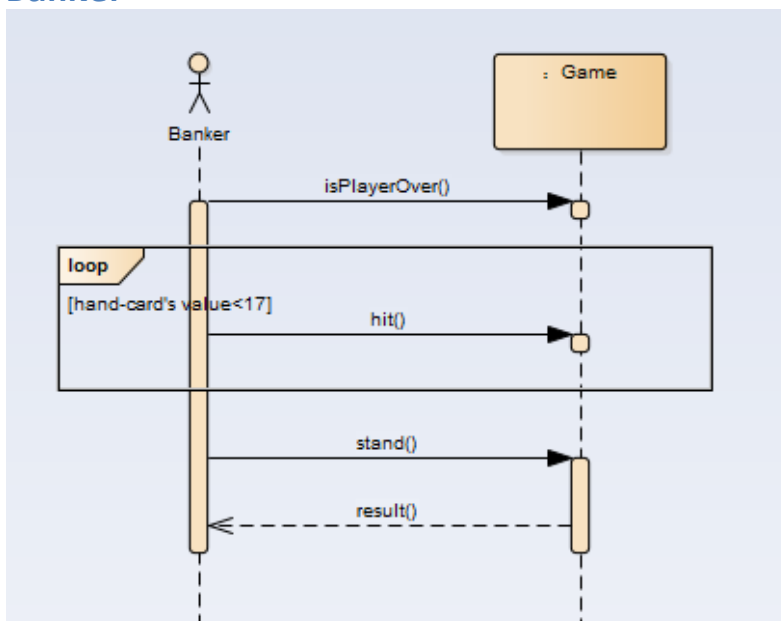 Banker
: Game
Banker
isPlayerOver()
loop
[hand-card's value<17]
hit()
stand()
result()